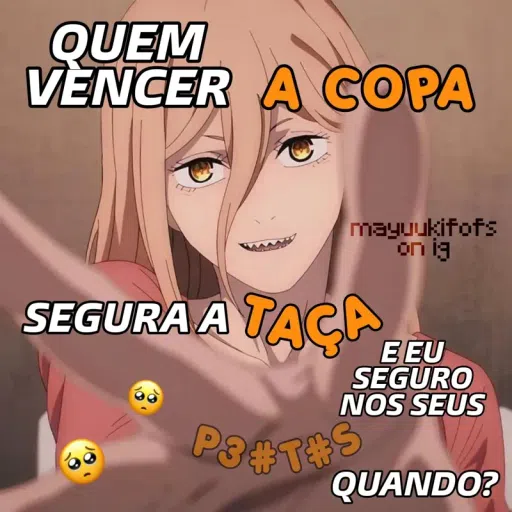 QUEM
VENCER A COPA
mayuukifofs
on ig
SEGURA A TAÇA
E EU
SEGURO
NOS SEUS
P3#T#S
QUANDO?